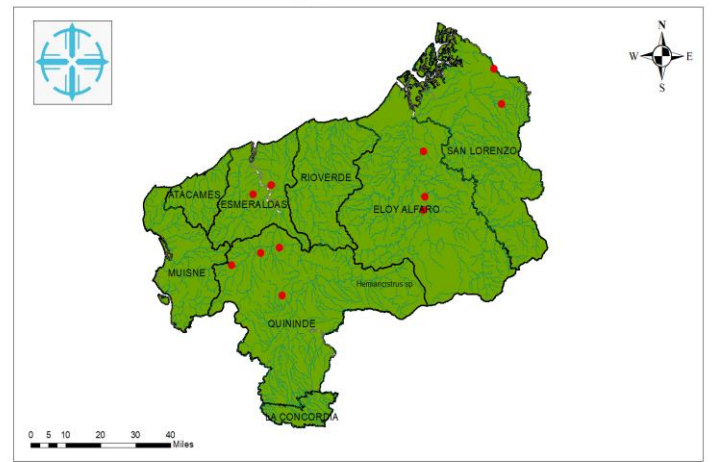 N
W E
S
SAN LORENZO
RIOVERDE
ATACAMES
ESMERALDAS
ELOY ALFARO
MUISNE
Hemiancistrus sp
QUININDE
LA CONCORDIA
0 5 10 20 30 40
Miles